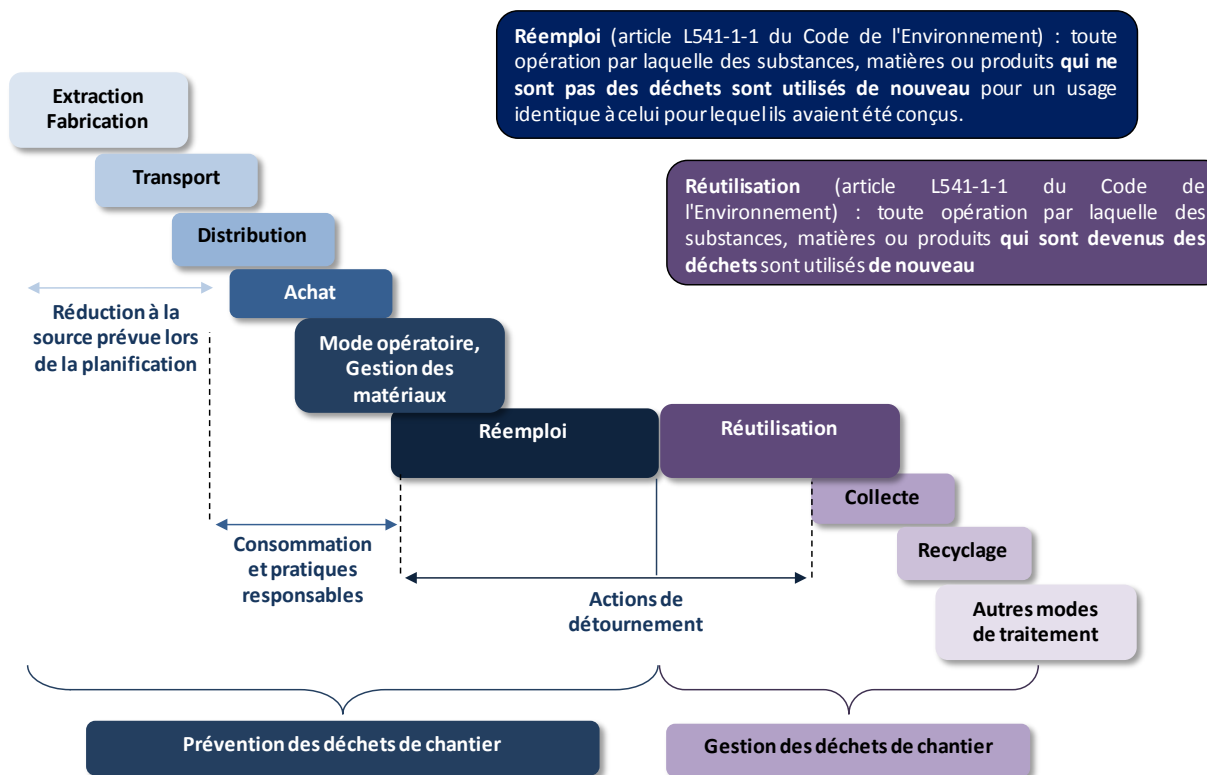 Réemploi (article L541-1-1 du Code de l'Environnement) : toute
opération par laquelle des substances, matières ou produits qui ne
sont pas des déchets sont utilisés de nouveau pour un usage
identique à celui pour lequel ils avaient été conçus.
Extraction
Fabrication
Transport
Réutilisation (article L541-1-1 du Code de
l'Environnement) : toute opération par laquelle des
substances, matières ou produits qui sont devenus des
déchets sont utilisés de nouveau
Distribution
Achat
Réduction à la
source prévue lors
de la planification
Mode opératoire,
Gestion des
matériaux
Réemploi
Réutilisation
Collecte
Consommation
et pratiques
responsables
Recyclage
Actions de
détournement
Autres modes
de traitement
Prévention des déchets de chantier
Gestion des déchets de chantier